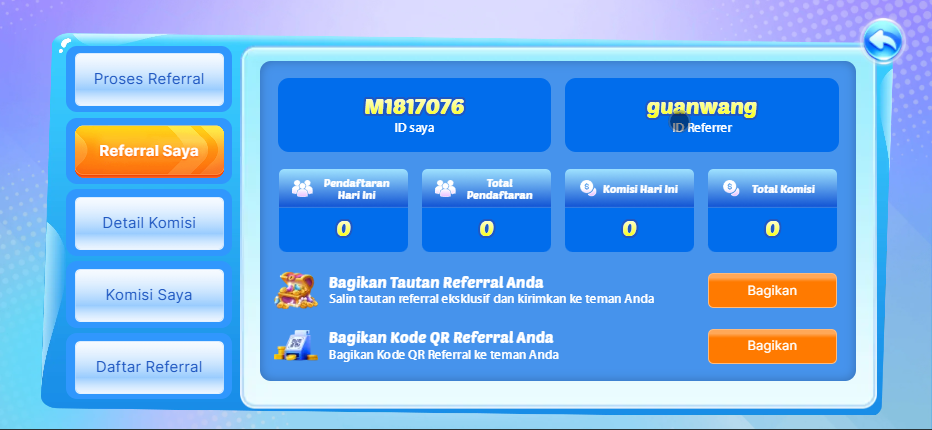 Proses Referral
Referral Saya
Detail Komisi
Komisi Saya
Daftar Referral
M1817076
ID saya
guanwang
ID Referrer
Pendaftaran
Hari Ini
0
Total
Pendaftaran
0
Komisi Hari Ini
0
Total Komisi
0
Bagikan Tautan Referral Anda
Salin tautan referral eksklusif dan kirimkan ke teman Anda
Bagikan
Bagikan Kode QR Referral Anda
Bagikan Kode QR Referral ke teman Anda
Bagikan